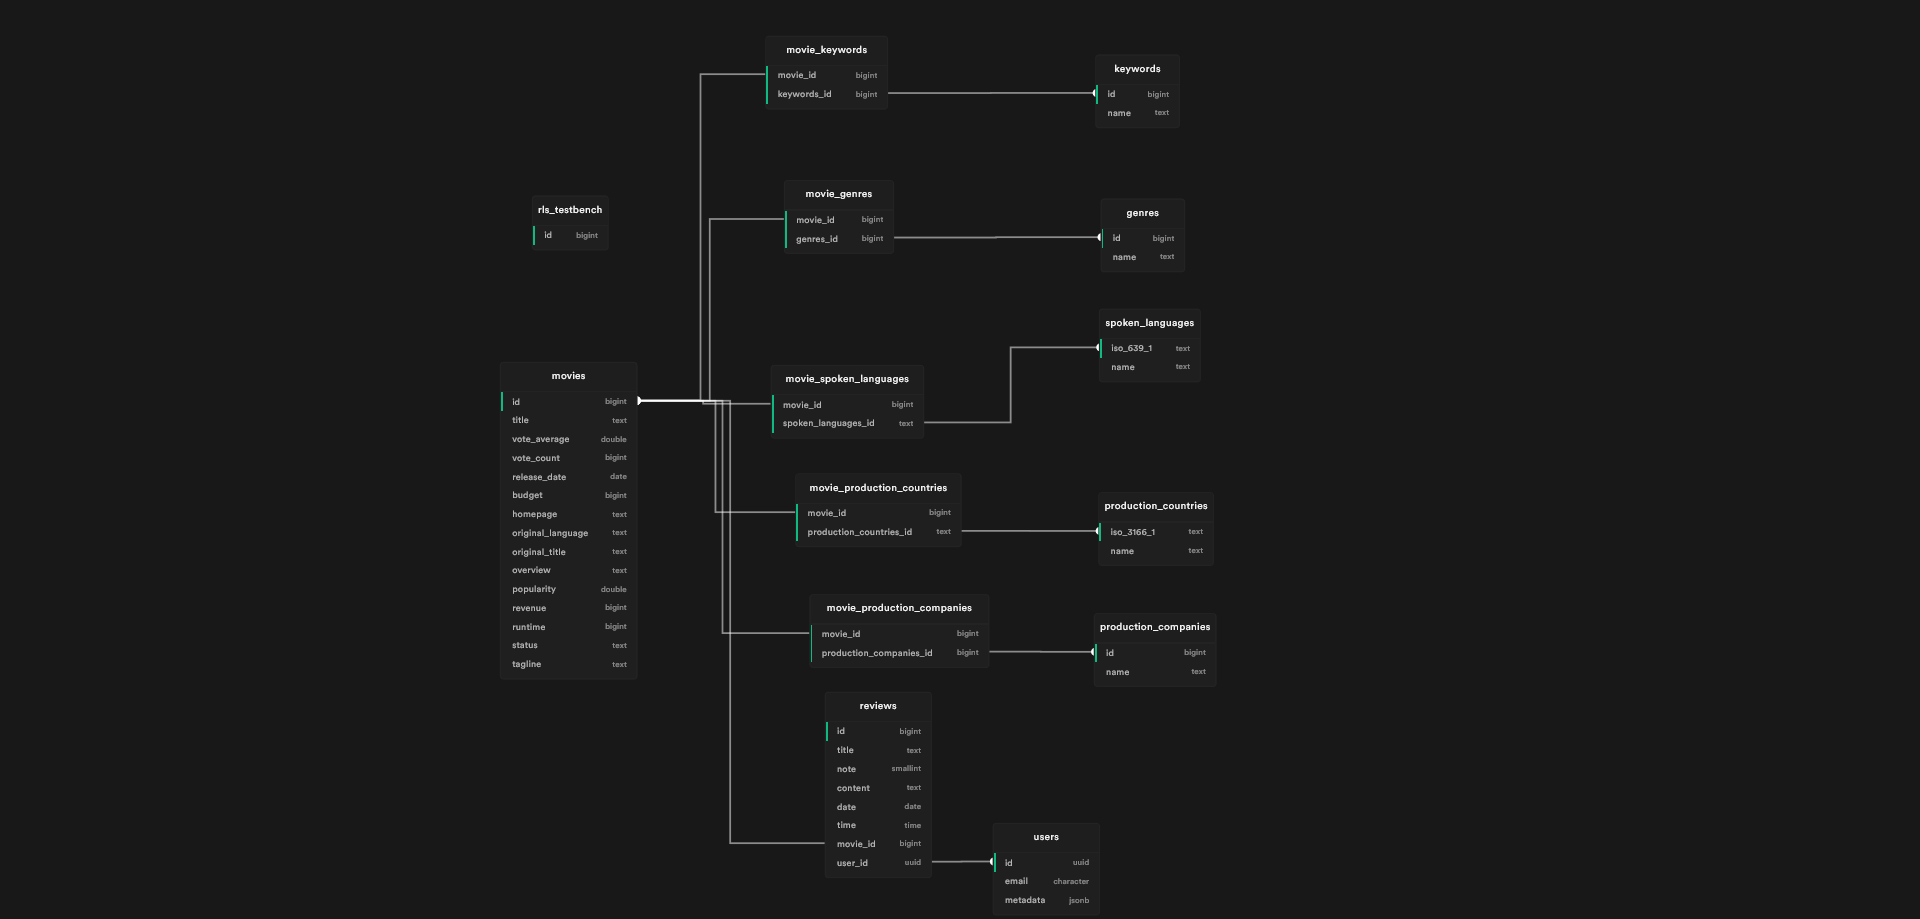 movie_keywords
movie_id bigint
keywords_id bigint
keywords
id bigint
name text
movie_genres
movie_id bigint
genres_id bigint
rls_testbench
id bigint
genres
id bigint
name text
spoken_languages
iso_639_1 text
name text
movies
id bigint
title text
vote_average double
vote_count bigint
release_date date
budget bigint
homepage text
original_language text
original_title text
overview text
popularity double
revenue bigint
runtime bigint
status text
tagline text
movie_spoken_languages
movie_id bigint
spoken_languages_id text
movie_production_countries
movie_id bigint
production_countries_id text
production_countries
iso_3166_1 text
name text
movie_production_companies
movie_id bigint
production_companies_id bigint
production_companies
id bigint
name text
reviews
id bigint
title text
note smallint
content text
date date
time time
movie_id bigint
user_id uuid
users
id uuid
email character
metadata jsonb